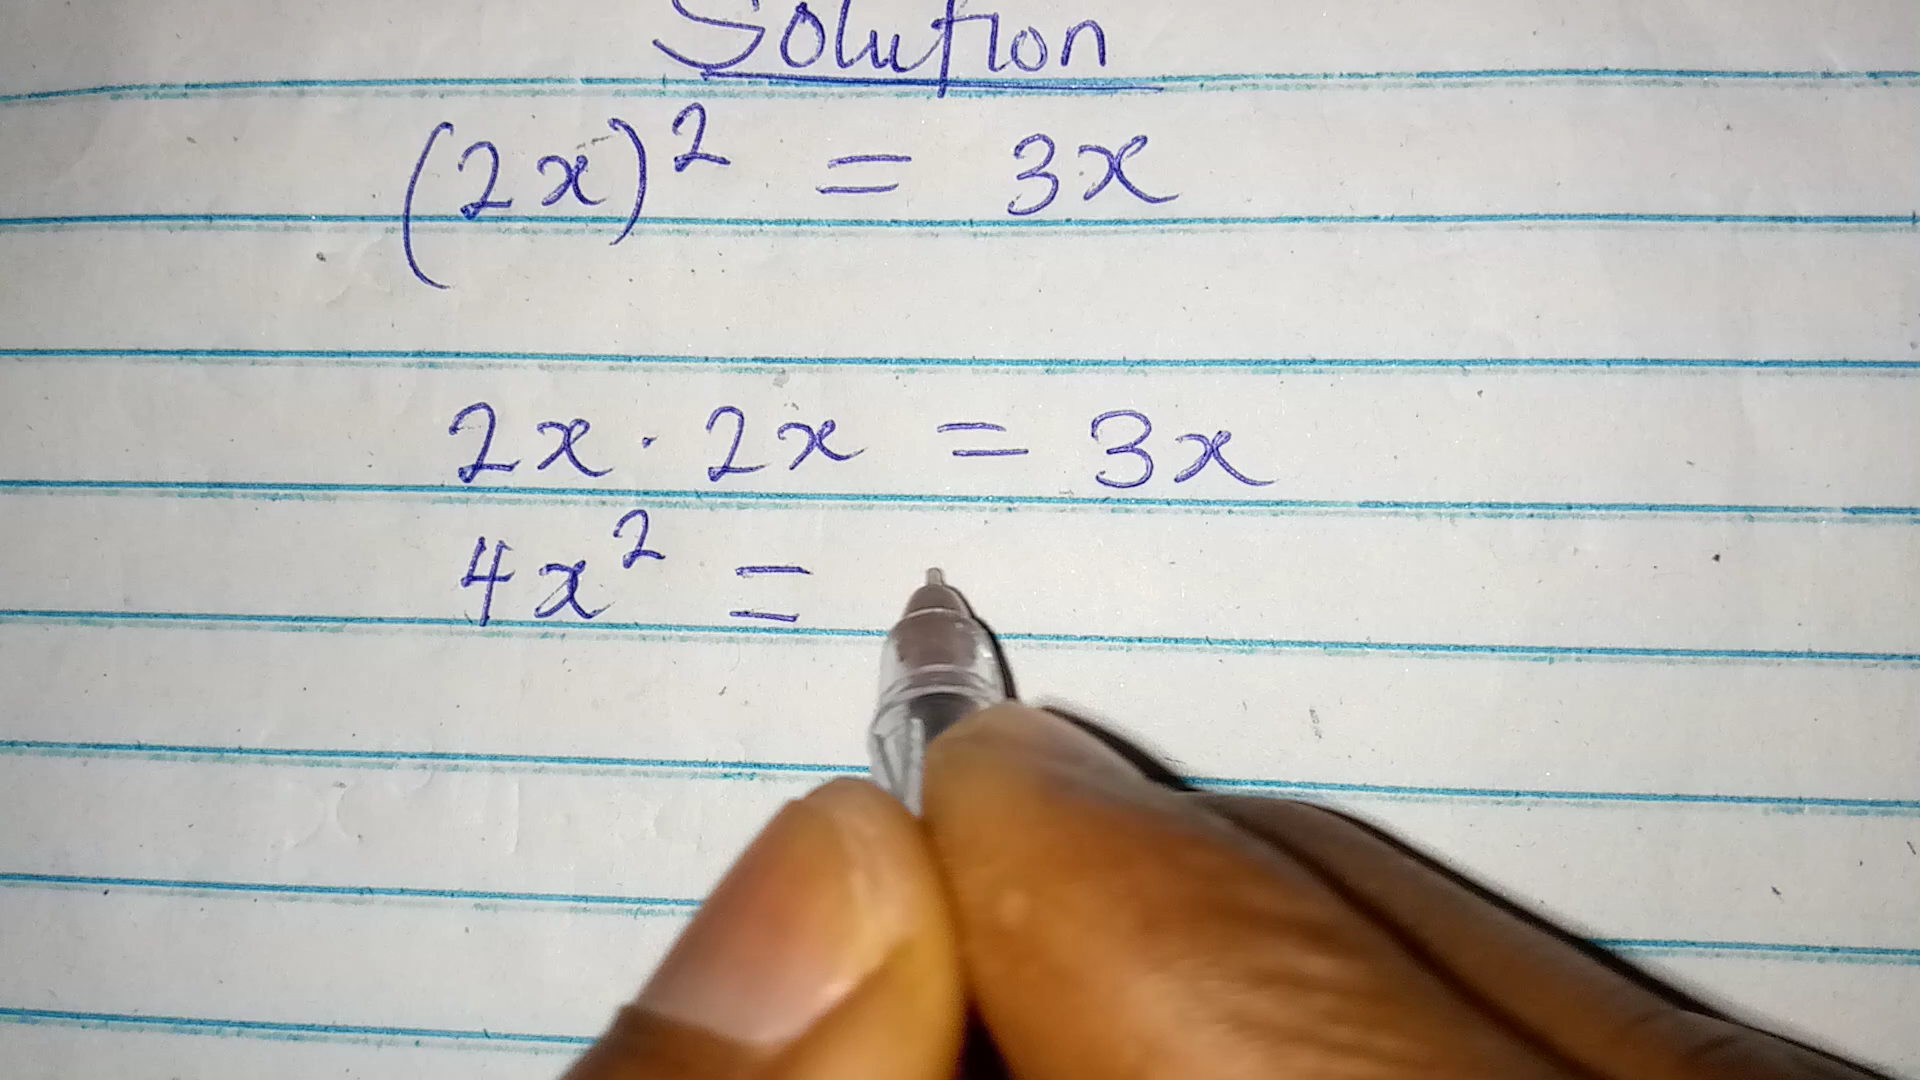 Solution
(2x)² = 3x
2x · 2x = 3x
4x² =